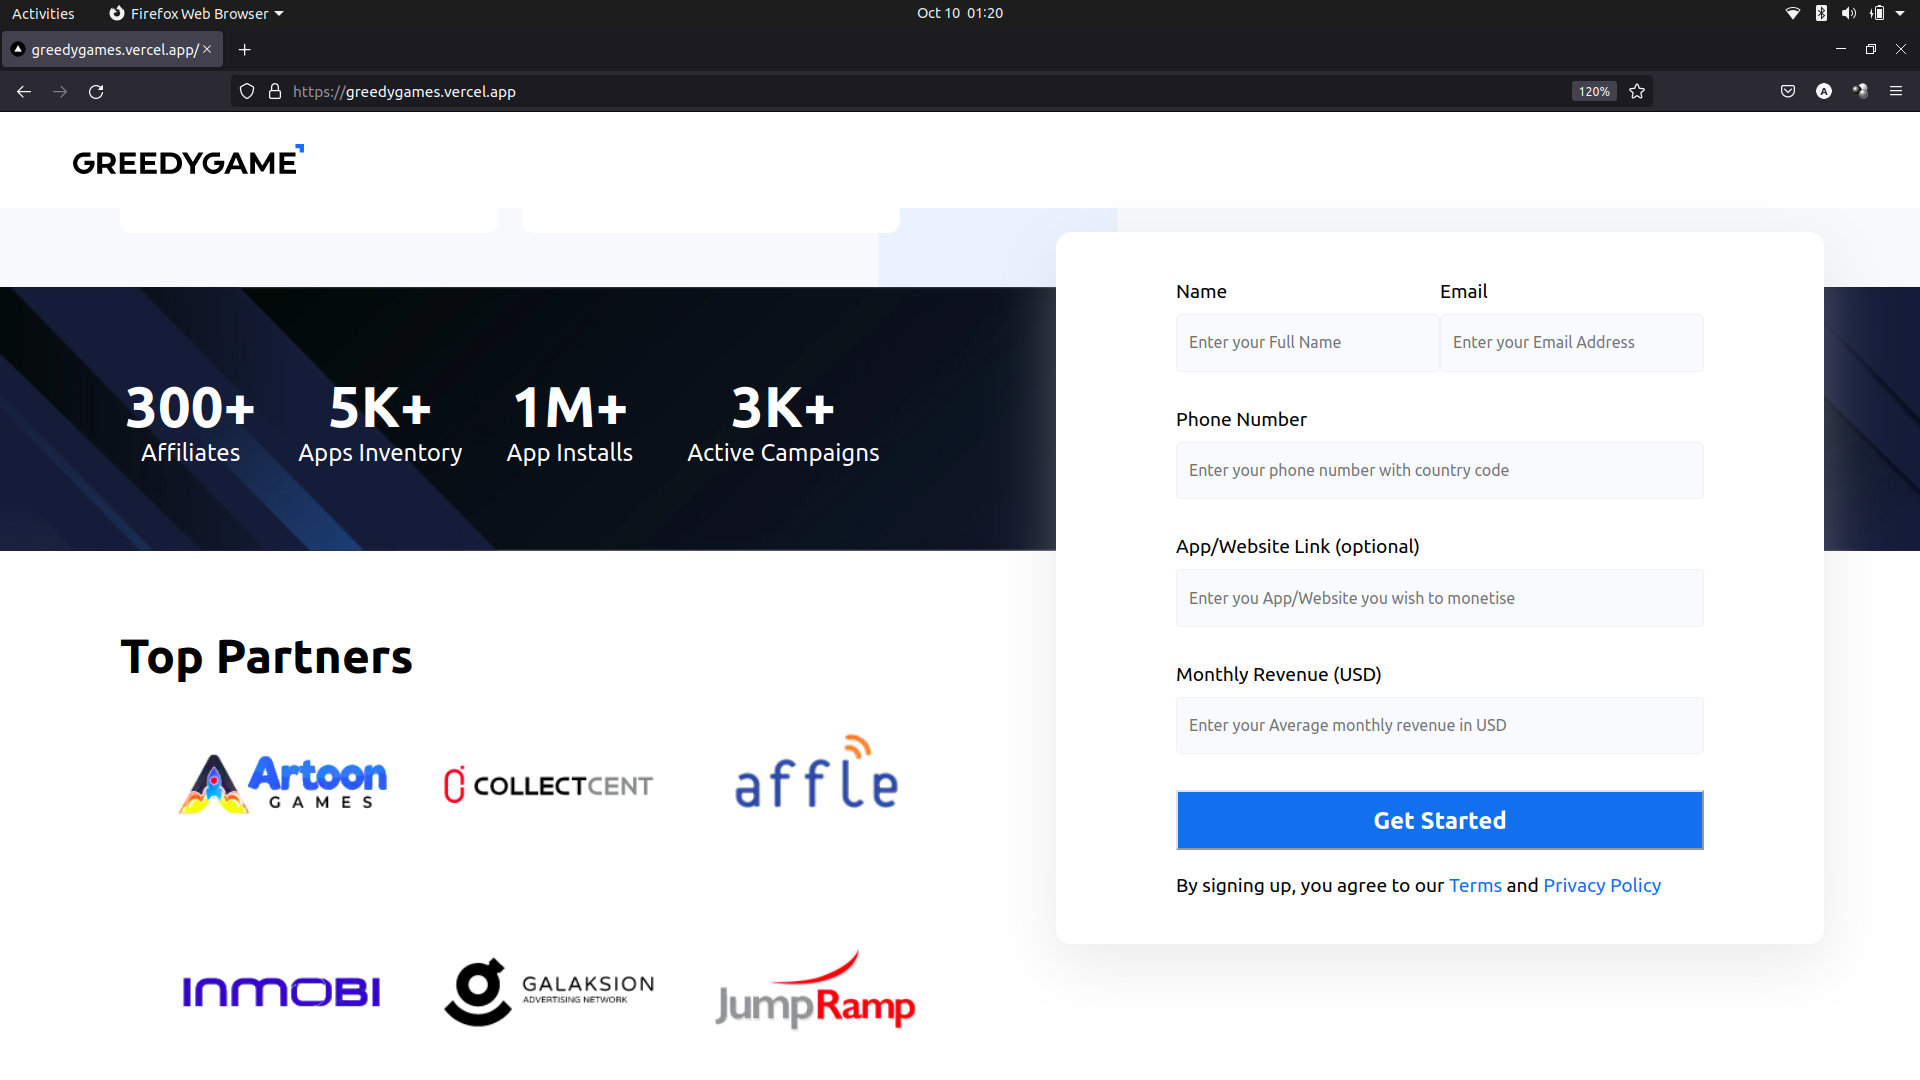 Activities
Firefox Web Browser
Oct 10 01:20
greedygames.vercel.app/
https://greedygames.vercel.app
120%
A
GREEDYGAME
300+
Affiliates
5K+
Apps Inventory
1M+
App Installs
3K+
Active Campaigns
Top Partners
Artoon
GAMES
COLLECTCENT
affle
INMOBI
GALAKSION
ADVERTISING NETWORK
JumpRamp
Name
Email
Enter your Full Name
Enter your Email Address
Phone Number
Enter your phone number with country code
App/Website Link (optional)
Enter you App/Website you wish to monetise
Monthly Revenue (USD)
Enter your Average monthly revenue in USD
Get Started
By signing up, you agree to our Terms and Privacy Policy